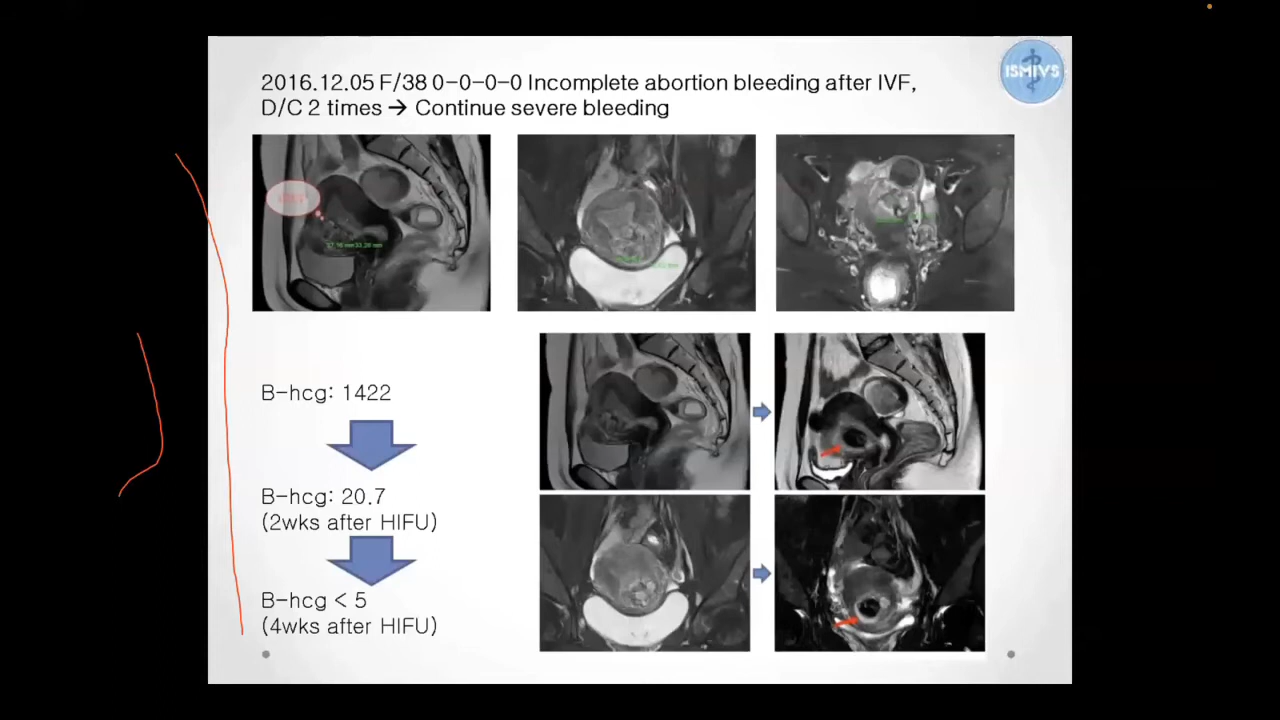 ISMIVS
2016.12.05 F/38 0-0-0-0 Incomplete abortion bleeding after IVF,
D/C 2 times → Continue severe bleeding
B-hcg: 1422
B-hcg: 20.7
(2wks after HIFU)
B-hcg < 5
(4wks after HIFU)